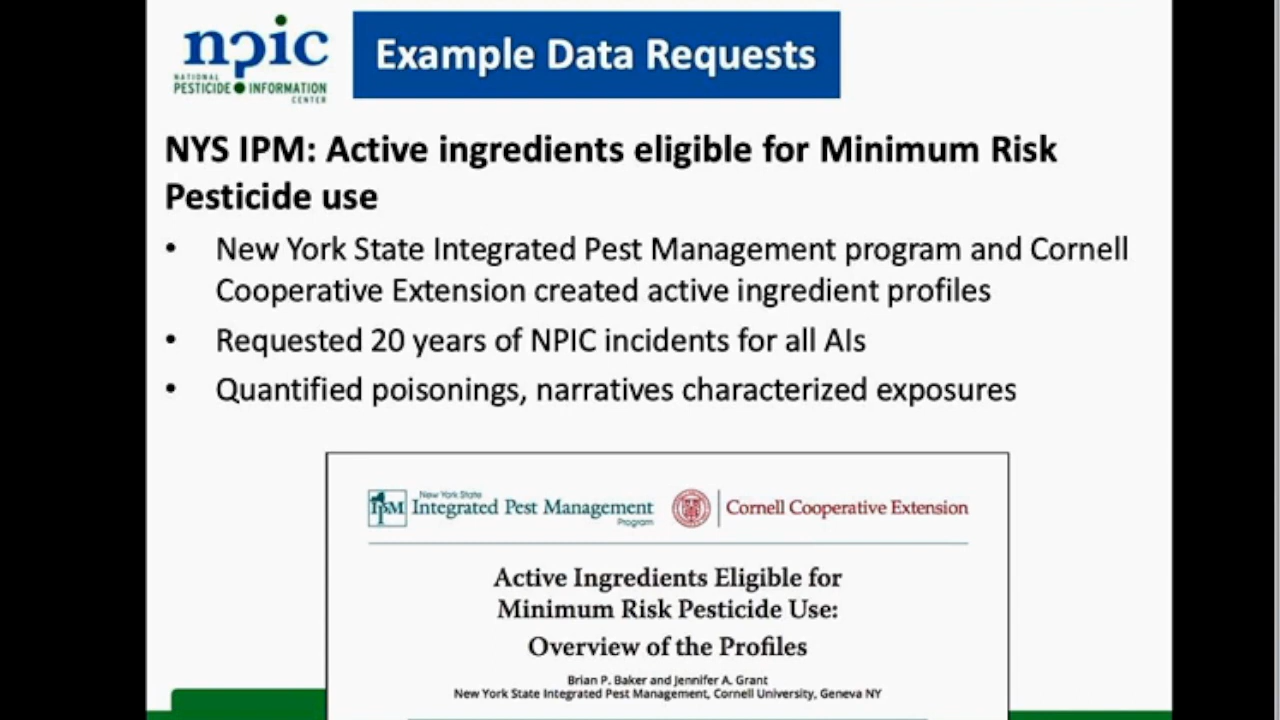 npic
NATIONAL
PESTICIDE INFORMATION
CENTER
Example Data Requests
NYS IPM: Active ingredients eligible for Minimum Risk
Pesticide use
• New York State Integrated Pest Management program and Cornell
Cooperative Extension created active ingredient profiles
• Requested 20 years of NPIC incidents for all AIs
• Quantified poisonings, narratives characterized exposures
IPM
New York State
Integrated Pest Management
Program
Cornell Cooperative Extension
Active Ingredients Eligible for
Minimum Risk Pesticide Use:
Overview of the Profiles
Brian P. Baker and Jennifer A. Grant
New York State Integrated Pest Management, Cornell University, Geneva NY